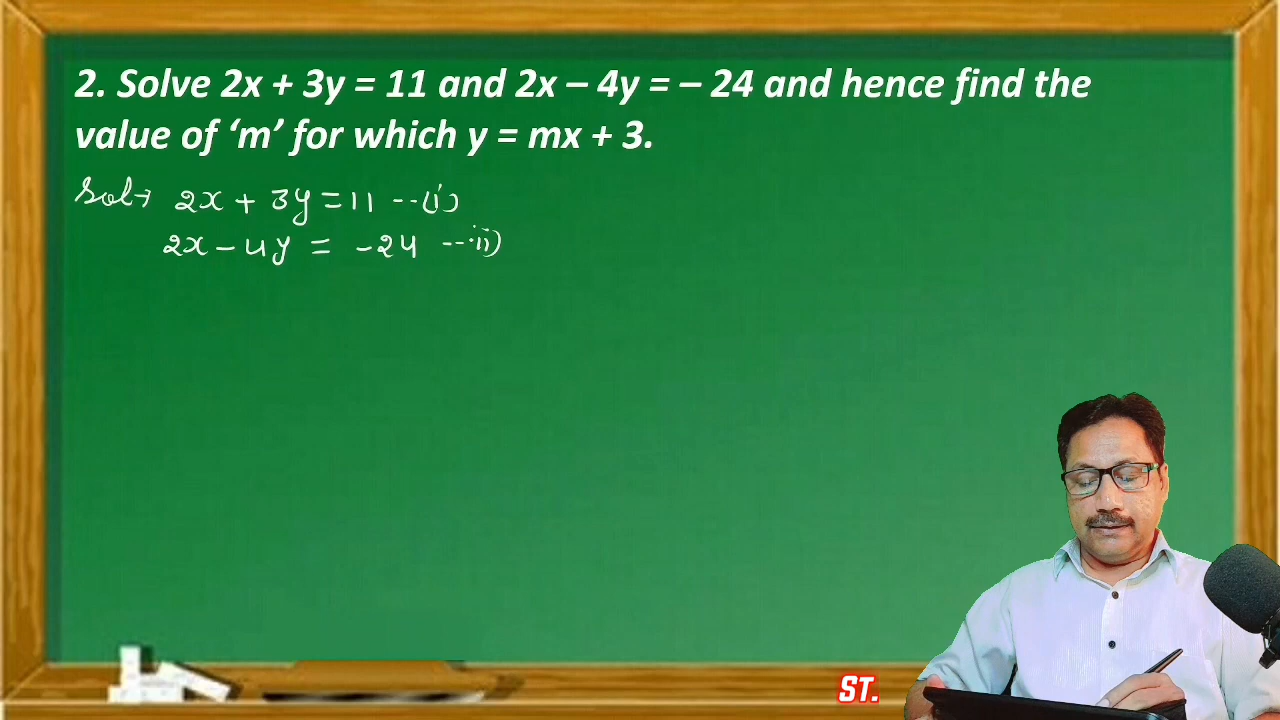 2. Solve 2x + 3y = 11 and 2x – 4y = – 24 and hence find the
value of ‘m’ for which y = mx + 3.
Sol→ 2x + 3y = 11 --(i)
2x - 4y = -24 --ii)
ST.